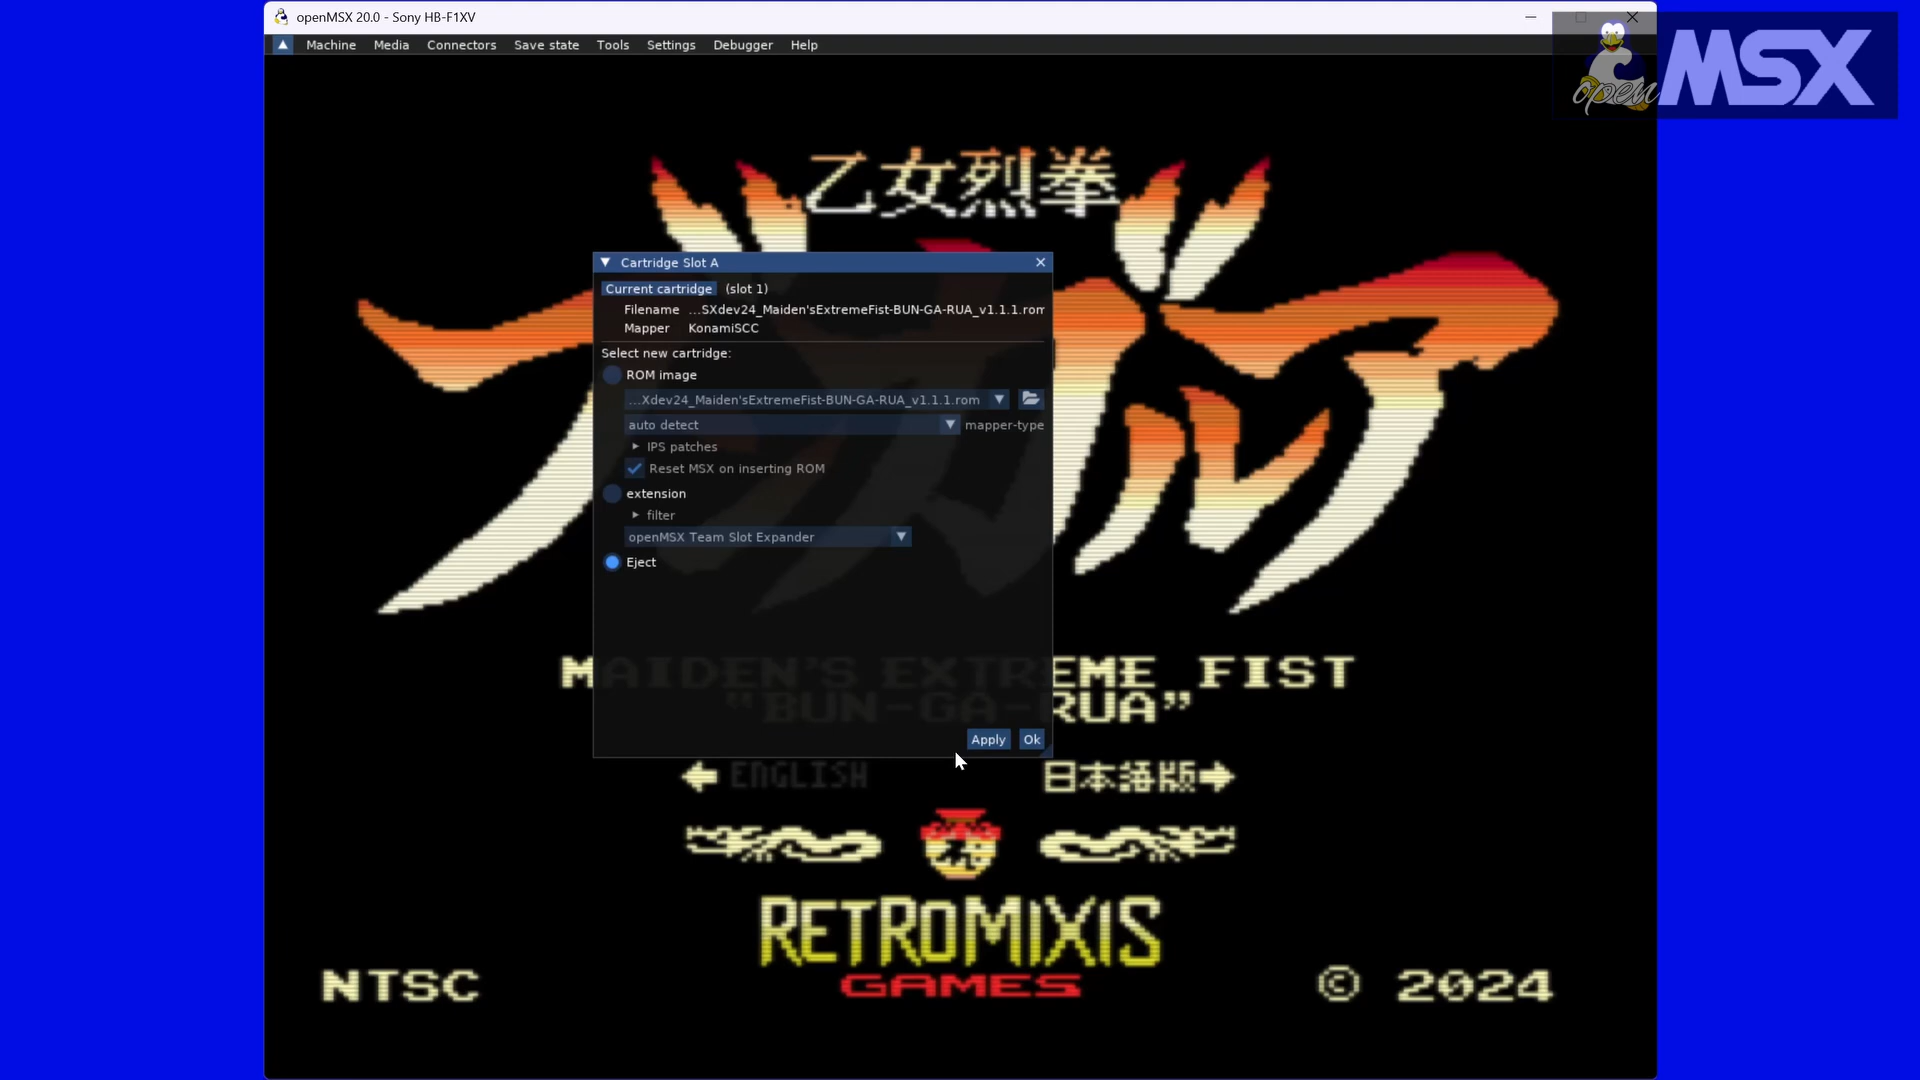 openMSX 20.0 - Sony HB-F1XV
Machine Media Connectors Save state Tools Settings Debugger Help
open MSX
乙女烈拳
Cartridge Slot A
Current cartridge (slot 1)
Filename ...SXdev24_Maiden'sExtremeFist-BUN-GA-RUA_v1.1.1.rom
Mapper KonamiSCC
Select new cartridge:
ROM image
...Xdev24_Maiden'sExtremeFist-BUN-GA-RUA_v1.1.1.rom
auto detect mapper-type
IPS patches
Reset MSX on inserting ROM
extension
filter
openMSX Team Slot Expander
Eject
MAIDEN'S EXTREME FIST
"BUN-GA-RUA"
Apply Ok
ENGLISH 日本語版
RETROMIXIS
GAMES
NTSC © 2024